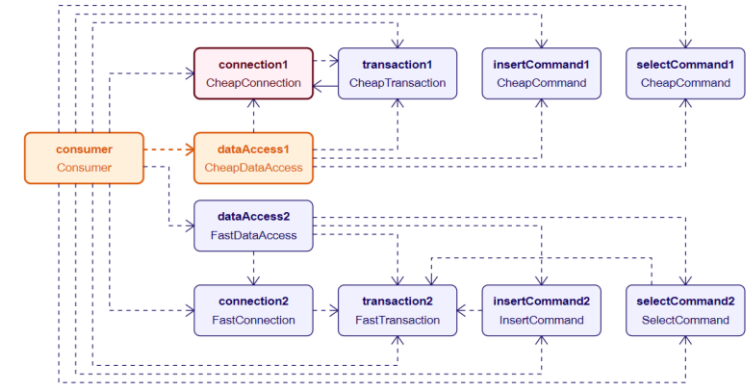 connection1
CheapConnection
transaction1
CheapTransaction
insertCommand1
CheapCommand
selectCommand1
CheapCommand
consumer
Consumer
dataAccess1
CheapDataAccess
dataAccess2
FastDataAccess
connection2
FastConnection
transaction2
FastTransaction
insertCommand2
InsertCommand
selectCommand2
SelectCommand